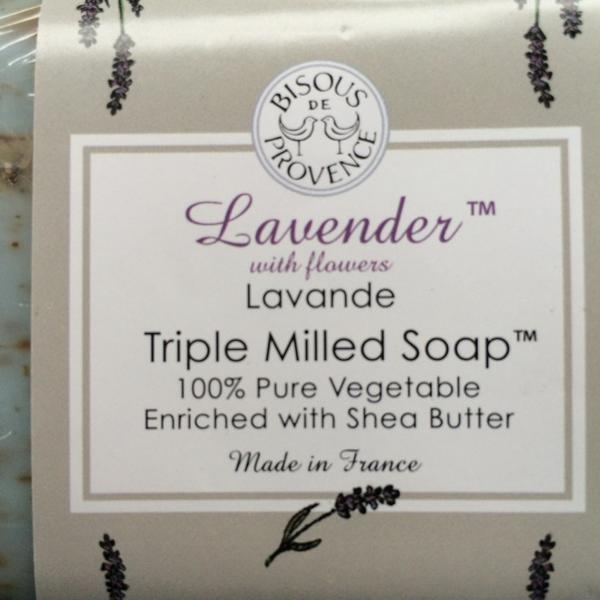 BISOUS
DE
PROVENCE
Lavender™
with flowers
Lavande
Triple Milled Soap™
100% Pure Vegetable
Enriched with Shea Butter
Made in France